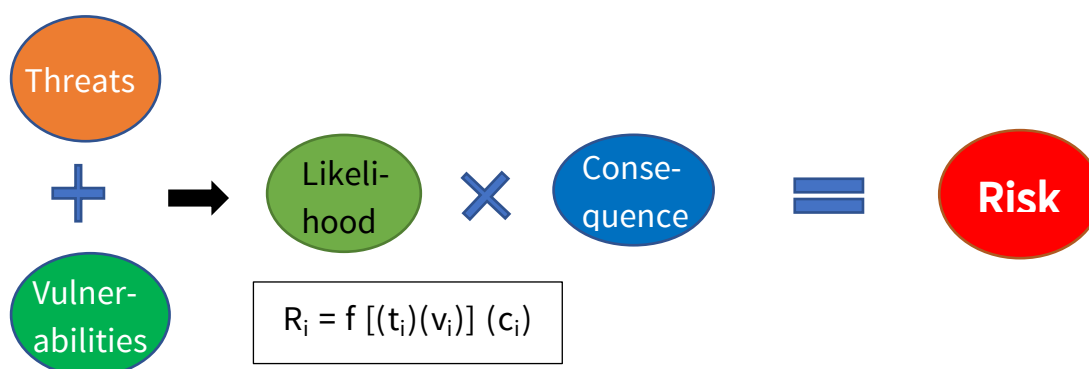 Threats
+
Likeli-
hood
×
Conse-
quence
=
Risk
Vulner-
abilities
Rᵢ = f [(tᵢ)(vᵢ)] (cᵢ)